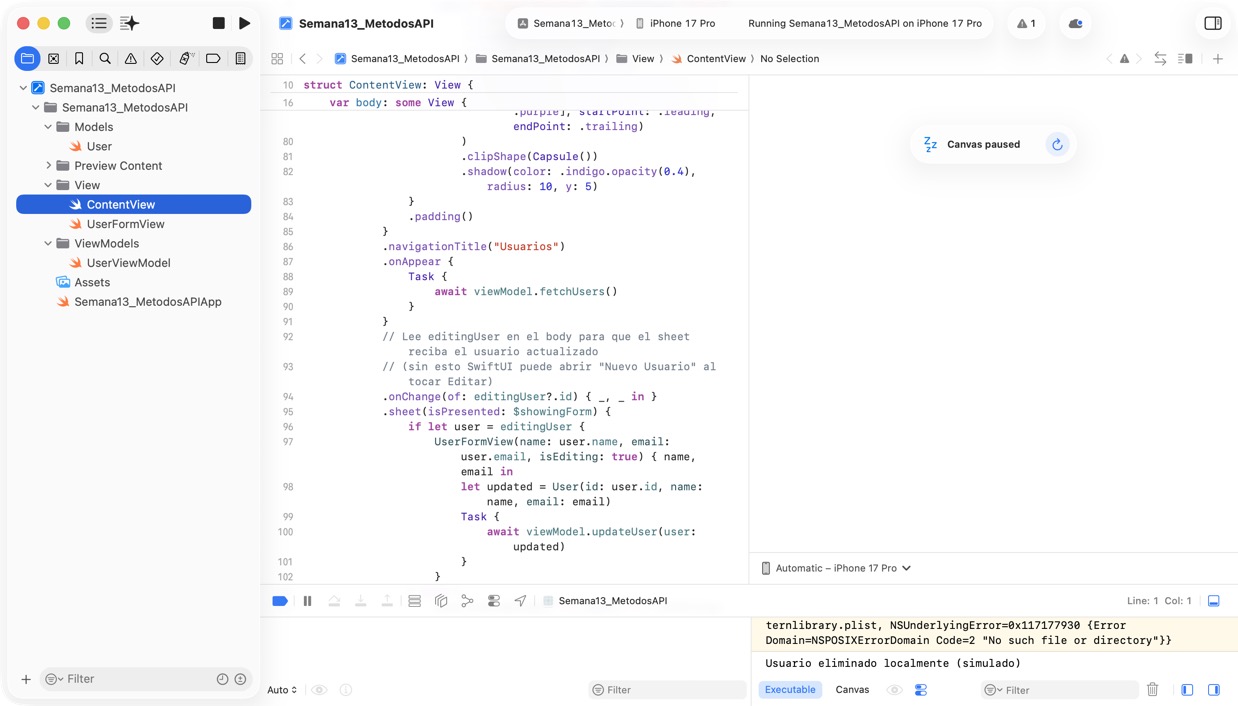 Semana13_MetodosAPI
Semana13_Meto
iPhone 17 Pro
Running Semana13_MetodosAPI on iPhone 17 Pro
1
Semana13_MetodosAPI
Semana13_MetodosAPI
View
ContentView
No Selection
Semana13_MetodosAPI
Semana13_MetodosAPI
Models
User
Preview Content
View
ContentView
UserFormView
ViewModels
UserViewModel
Assets
Semana13_MetodosAPIApp
Filter
10 struct ContentView: View {
16 var body: some View {
.purple], startPoint: .leading,
endPoint: .trailing)
80 )
81 .clipShape(Capsule())
82 .shadow(color: .indigo.opacity(0.4),
radius: 10, y: 5)
83 }
84 .padding()
85 }
86 .navigationTitle("Usuarios")
87 .onAppear {
88 Task {
89 await viewModel.fetchUsers()
90 }
91 }
92 // Lee editingUser en el body para que el sheet
reciba el usuario actualizado
93 // (sin esto SwiftUI puede abrir "Nuevo Usuario" al
tocar Editar)
94 .onChange(of: editingUser?.id) { _, _ in }
95 .sheet(isPresented: $showingForm) {
96 if let user = editingUser {
97 UserFormView(name: user.name, email:
user.email, isEditing: true) { name,
email in
98 let updated = User(id: user.id, name:
name, email: email)
99 Task {
100 await viewModel.updateUser(user:
updated)
101 }
102 }
Canvas paused
Automatic – iPhone 17 Pro
Semana13_MetodosAPI
Line: 1 Col: 1
ternlibrary.plist, NSUnderlyingError=0x117177930 {Error
Domain=NSPOSIXErrorDomain Code=2 "No such file or directory"}}
Usuario eliminado localmente (simulado)
Auto
Filter
Executable
Canvas
Filter